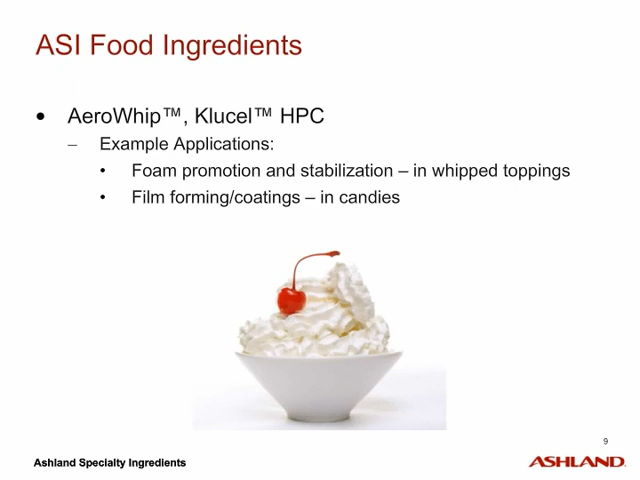 ASI Food Ingredients
• AeroWhip™, Klucel™ HPC
– Example Applications:
• Foam promotion and stabilization – in whipped toppings
• Film forming/coatings – in candies
9
Ashland Specialty Ingredients
ASHLAND.